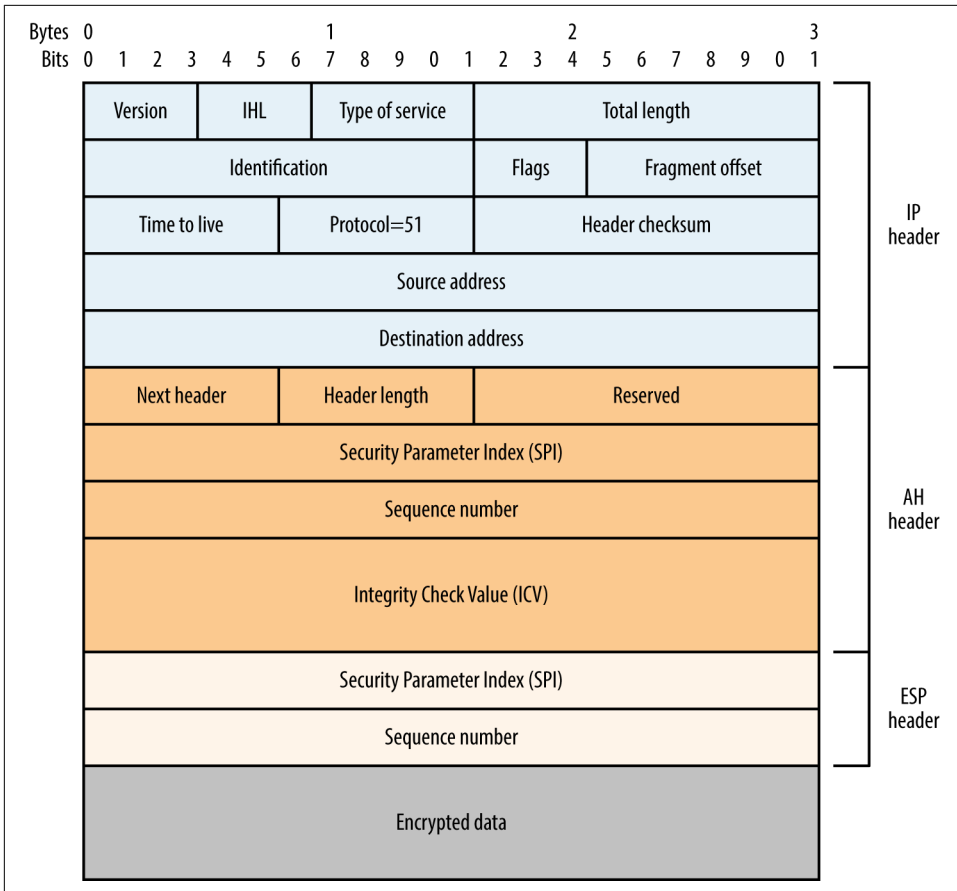 Bytes 0 1 2 3
Bits 0 1 2 3 4 5 6 7 8 9 0 1 2 3 4 5 6 7 8 9 0 1
Version IHL Type of service Total length
Identification Flags Fragment offset
Time to live Protocol=51 Header checksum
IP
header
Source address
Destination address
Next header Header length Reserved
Security Parameter Index (SPI)
Sequence number
AH
header
Integrity Check Value (ICV)
Security Parameter Index (SPI)
ESP
header
Sequence number
Encrypted data